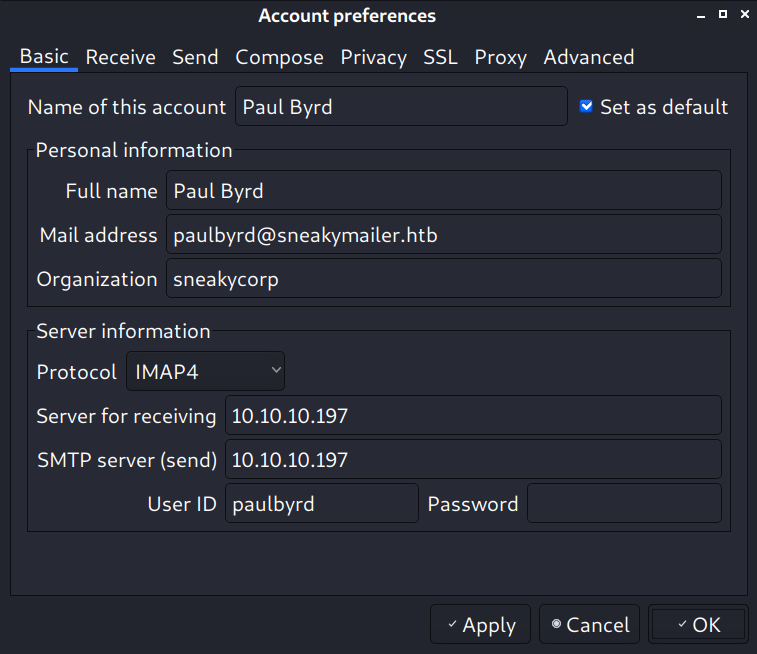 Account preferences
Basic Receive Send Compose Privacy SSL Proxy Advanced
Name of this account Paul Byrd Set as default
Personal information
Full name Paul Byrd
Mail address paulbyrd@sneakymailer.htb
Organization sneakycorp
Server information
Protocol IMAP4
Server for receiving 10.10.10.197
SMTP server (send) 10.10.10.197
User ID paulbyrd Password
Apply Cancel OK